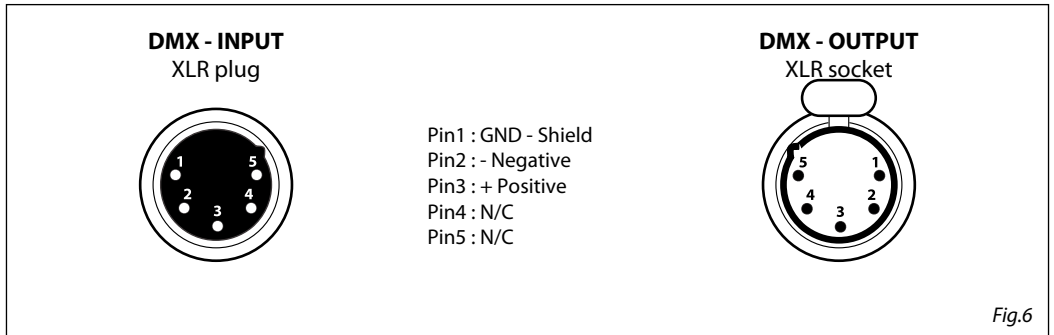 DMX - INPUT
XLR plug
1
5
2
4
3
Pin1 : GND - Shield
Pin2 : - Negative
Pin3 : + Positive
Pin4 : N/C
Pin5 : N/C
DMX - OUTPUT
XLR socket
5
1
4
2
3
Fig.6